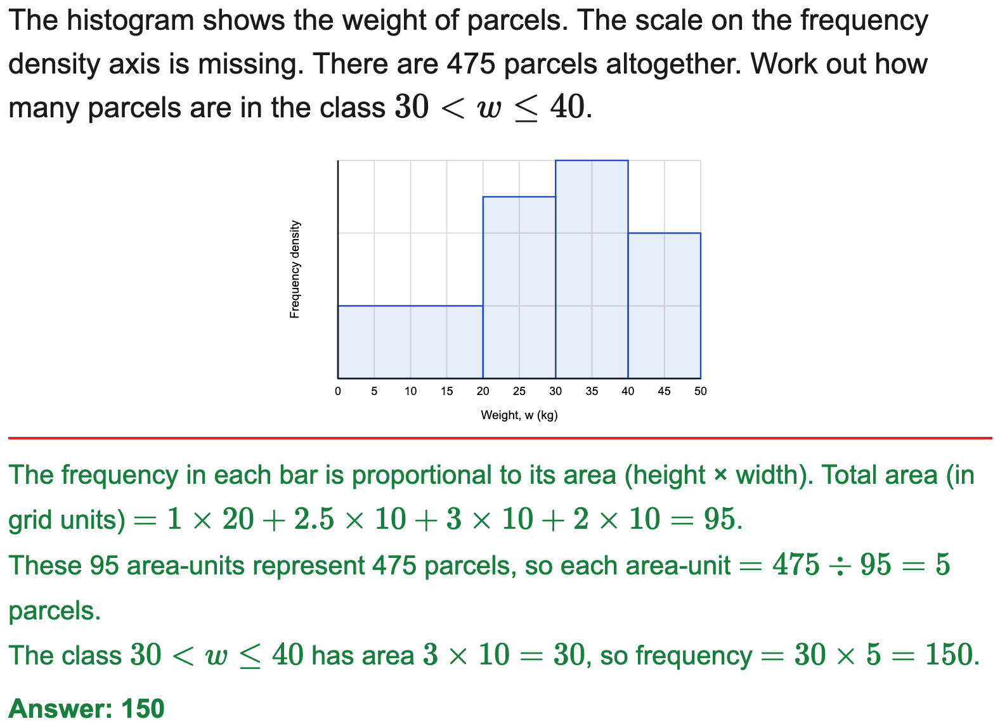 The histogram shows the weight of parcels. The scale on the frequency
density axis is missing. There are 475 parcels altogether. Work out how
many parcels are in the class 30 < w ≤ 40.
Frequency density
0 5 10 15 20 25 30 35 40 45 50
Weight, w (kg)
The frequency in each bar is proportional to its area (height × width). Total area (in
grid units) = 1 × 20 + 2.5 × 10 + 3 × 10 + 2 × 10 = 95.
These 95 area-units represent 475 parcels, so each area-unit = 475 ÷ 95 = 5
parcels.
The class 30 < w ≤ 40 has area 3 × 10 = 30, so frequency = 30 × 5 = 150.
Answer: 150